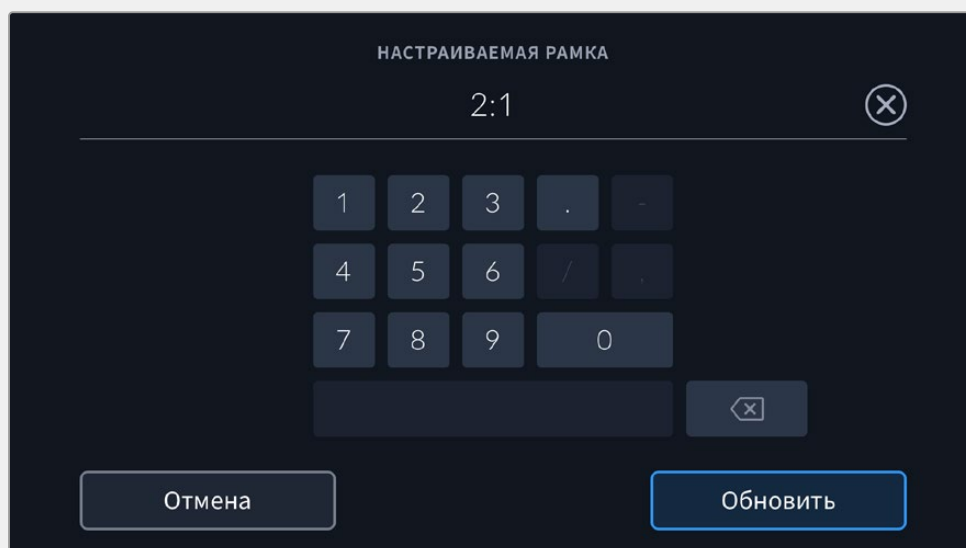 НАСТРАИВАЕМАЯ РАМКА
2:1
1 2 3 . -
4 5 6 / ,
7 8 9 0
Отмена
Обновить